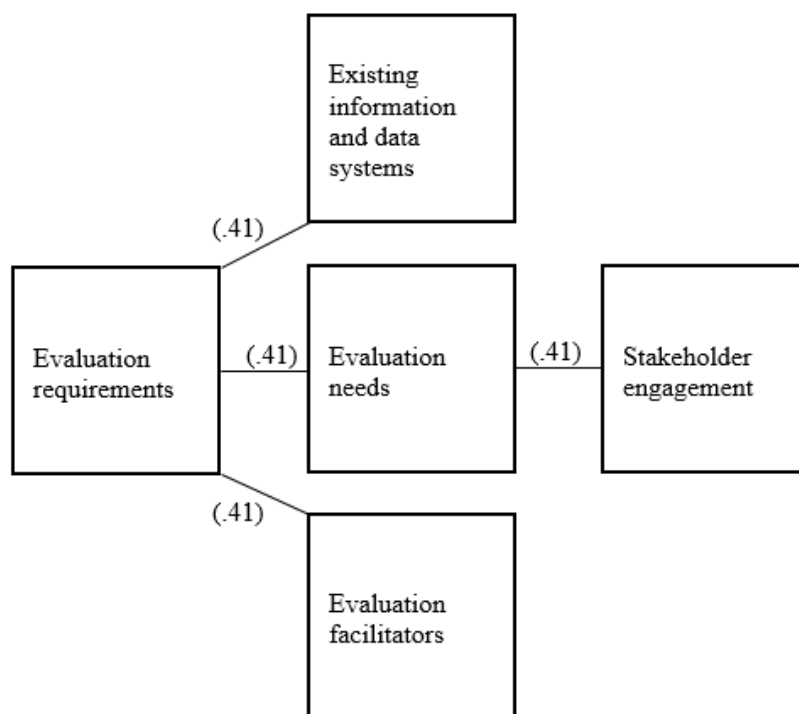 Existing
information
and data
systems
(.41)
Evaluation
requirements
(.41)
Evaluation
needs
(.41)
Stakeholder
engagement
(.41)
Evaluation
facilitators